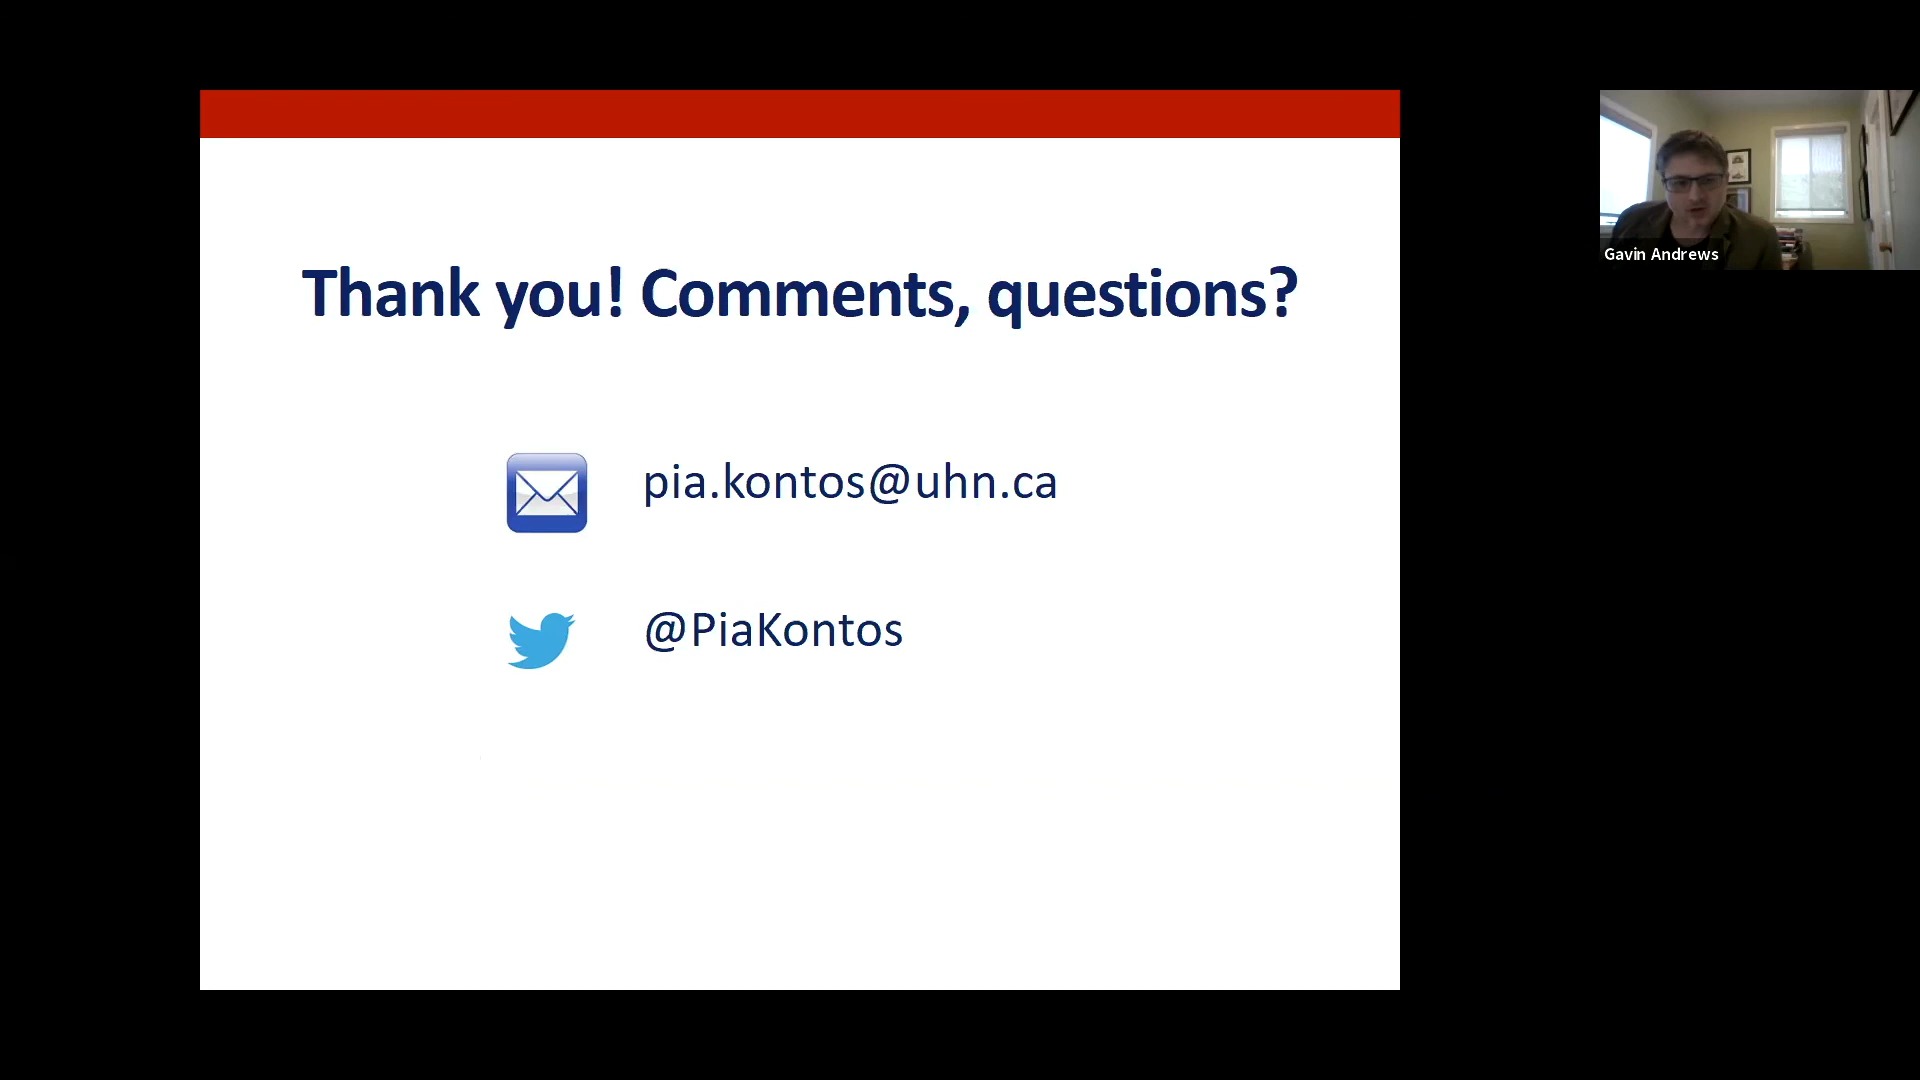 Thank you! Comments, questions?
pia.kontos@uhn.ca
@PiaKontos
Gavin Andrews